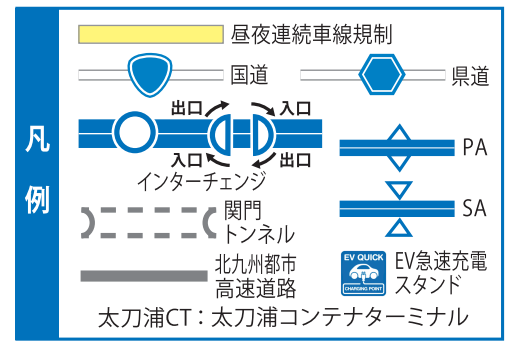 凡例
昼夜連続車線規制
国道
県道
出口
入口
入口
出口
インターチェンジ
PA
SA
関門
トンネル
北九州都市
高速道路
EV QUICK
CHARGING POINT
EV急速充電
スタンド
太刀浦CT：太刀浦コンテナターミナル